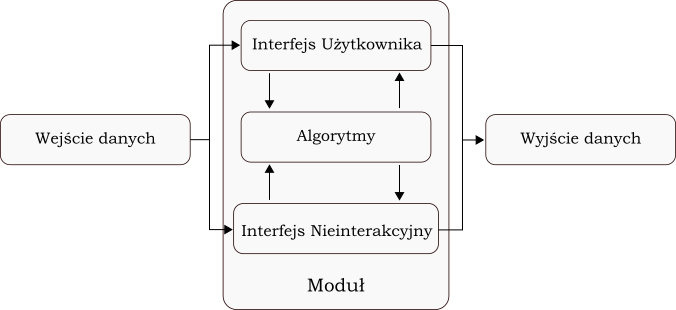 Interfejs Użytkownika
Wejście danych
Algorytmy
Wyjście danych
Interfejs Nieinterakcyjny
Moduł